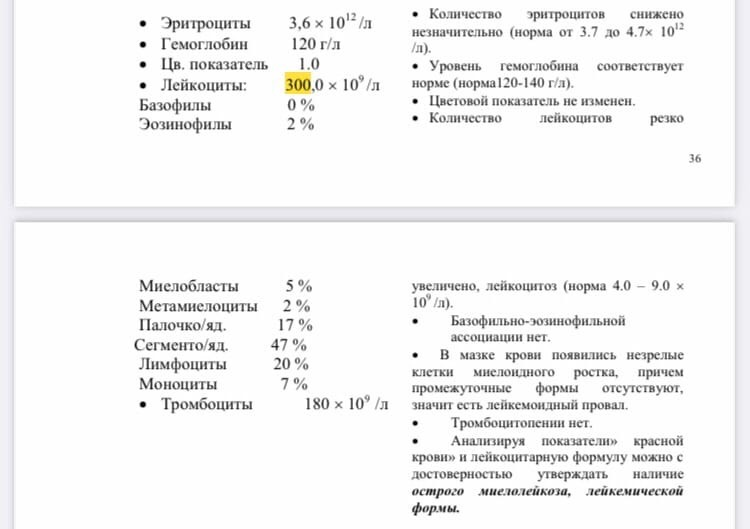 • Эритроциты 3,6 × 10¹² /л
• Гемоглобин 120 г/л
• Цв. показатель 1.0
• Лейкоциты: 300,0 × 10⁹ /л
Базофилы 0 %
Эозинофилы 2 %
• Количество эритроцитов снижено
незначительно (норма от 3.7 до 4.7× 10¹²
/л).
• Уровень гемоглобина соответствует
норме (норма120-140 г/л).
• Цветовой показатель не изменен.
• Количество лейкоцитов резко
36
Миелобласты 5 %
Метамиелоциты 2 %
Палочко/яд. 17 %
Сегменто/яд. 47 %
Лимфоциты 20 %
Моноциты 7 %
• Тромбоциты 180 × 10⁹ /л
увеличено, лейкоцитоз (норма 4.0 – 9.0 ×
10⁹ /л).
• Базофильно-эозинофильной
ассоциации нет.
• В мазке крови появились незрелые
клетки миелоидного ростка, причем
промежуточные формы отсутствуют,
значит есть лейкемоидный провал.
• Тромбоцитопении нет.
• Анализируя показатели» красной
крови» и лейкоцитарную формулу можно с
достоверностью утверждать наличие
острого миелолейкоза, лейкемической
формы.